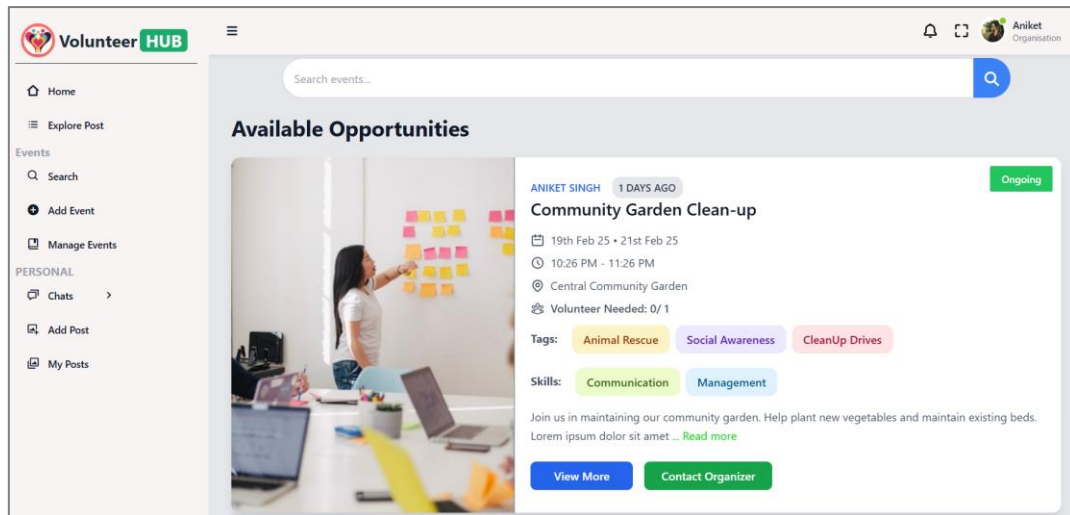 Volunteer HUB
Aniket
Organisation
Home
Explore Post
Events
Search
Add Event
Manage Events
PERSONAL
Chats >
Add Post
My Posts
Search events...
Available Opportunities
Ongoing
ANIKET SINGH 1 DAYS AGO
Community Garden Clean-up
19th Feb 25 • 21st Feb 25
10:26 PM - 11:26 PM
Central Community Garden
Volunteer Needed: 0/ 1
Tags: Animal Rescue Social Awareness CleanUp Drives
Skills: Communication Management
Join us in maintaining our community garden. Help plant new vegetables and maintain existing beds.
Lorem ipsum dolor sit amet ... Read more
View More Contact Organizer